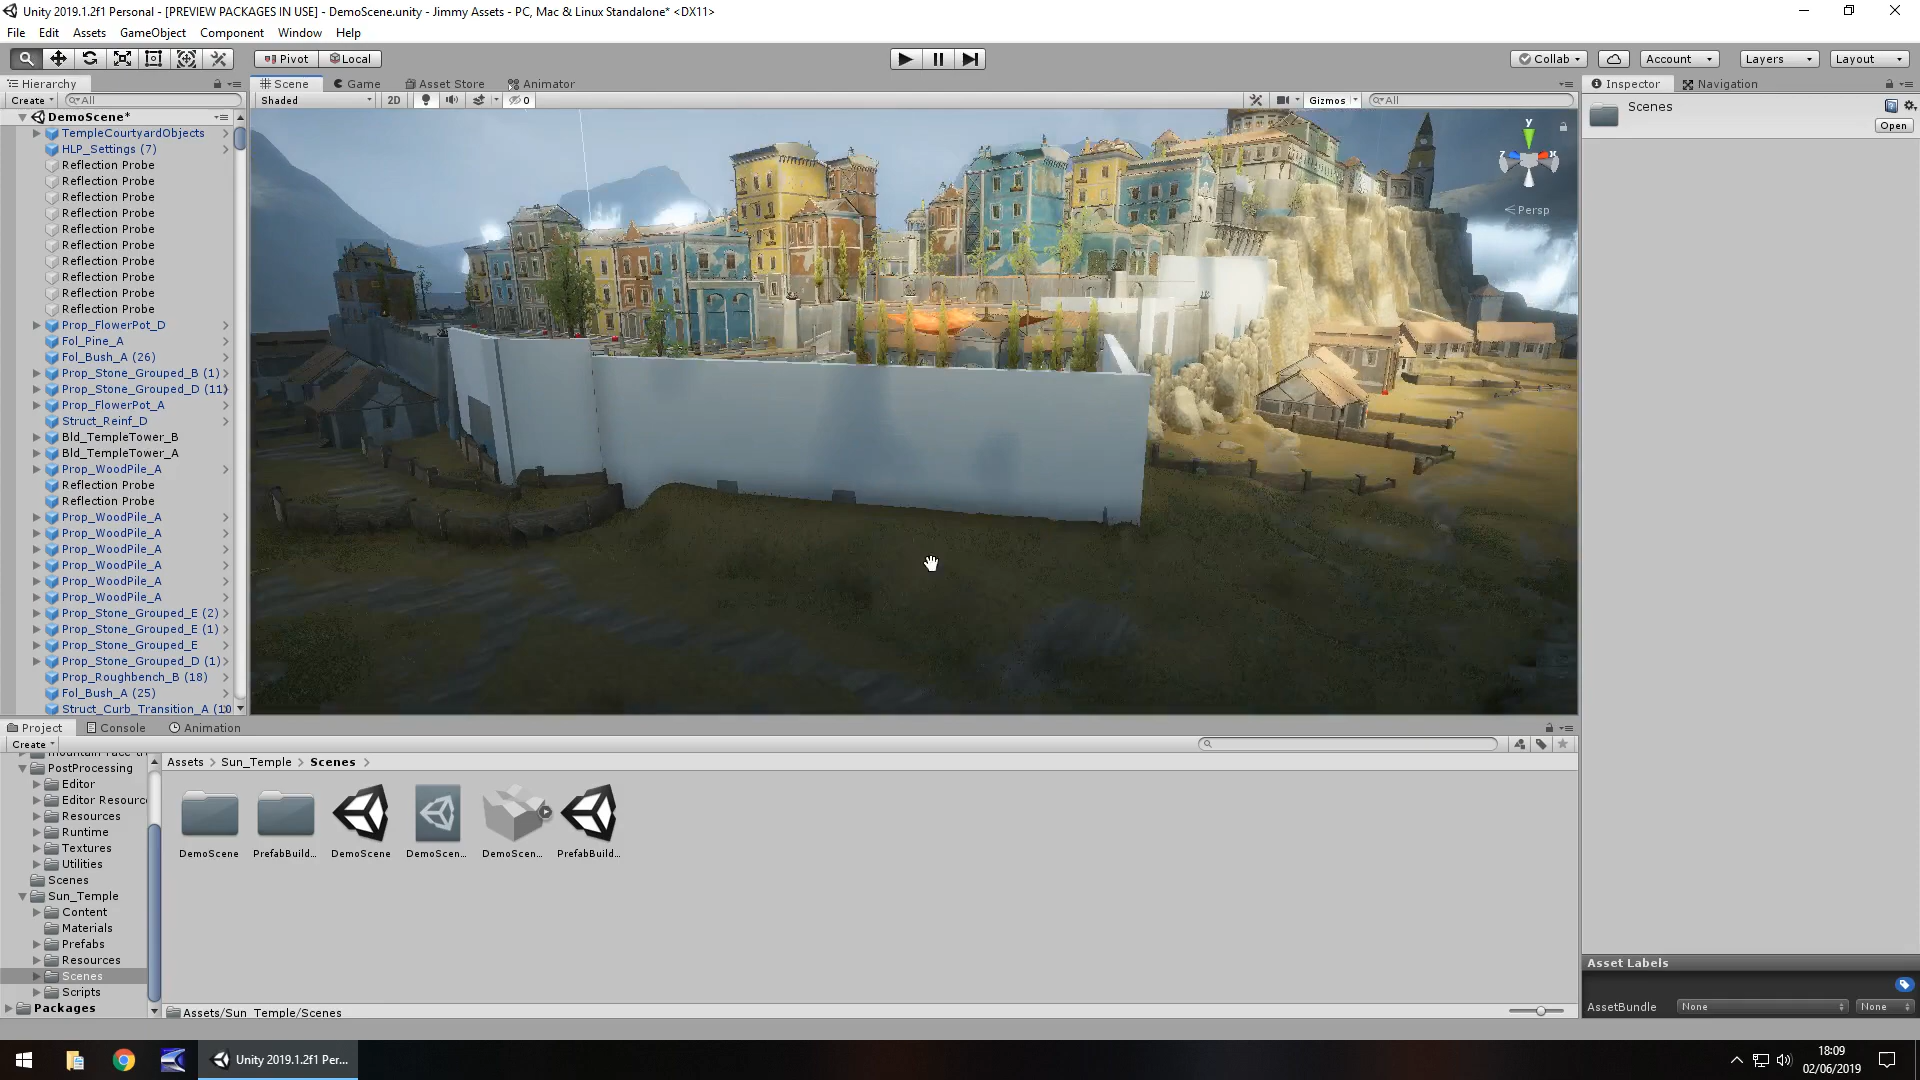 Unity 2019.1.2f1 Personal - [PREVIEW PACKAGES IN USE] - DemoScene.unity - Jimmy Assets - PC, Mac & Linux Standalone* <DX11>
File Edit Assets GameObject Component Window Help
Pivot Local Collab Account Layers Layout
Hierarchy Scene Game Asset Store Animator Inspector Navigation
Create All Shaded 2D 0 Gizmos All Scenes
Open
DemoScene*
TempleCourtyardObjects
HLP_Settings (7)
Reflection Probe
Reflection Probe
Reflection Probe
Reflection Probe
Reflection Probe
Reflection Probe
Reflection Probe
Reflection Probe
Reflection Probe
Reflection Probe
Prop_FlowerPot_D
Fol_Pine_A
Fol_Bush_A (26)
Prop_Stone_Grouped_B (1)
Prop_Stone_Grouped_D (11)
Prop_FlowerPot_A
Struct_Reinf_D
Bld_TempleTower_B
Bld_TempleTower_A
Prop_WoodPile_A
Reflection Probe
Reflection Probe
Prop_WoodPile_A
Prop_WoodPile_A
Prop_WoodPile_A
Prop_WoodPile_A
Prop_WoodPile_A
Prop_WoodPile_A
Prop_Stone_Grouped_E (2)
Prop_Stone_Grouped_E (1)
Prop_Stone_Grouped_E
Prop_Stone_Grouped_D (1)
Prop_Roughbench_B (18)
Fol_Bush_A (25)
Struct_Curb_Transition_A (10
y
z x
Persp
Project Console Animation
Create
PostProcessing
Editor
Editor Resourc
Resources
Runtime
Textures
Utilities
Scenes
Sun_Temple
Content
Materials
Prefabs
Resources
Scenes
Scripts
Packages
Assets > Sun_Temple > Scenes >
DemoScene PrefabBuild... DemoScene DemoScen... DemoScen... PrefabBuild...
Assets/Sun_Temple/Scenes
Asset Labels
AssetBundle None None
Unity 2019.1.2f1 Per...
18:09
02/06/2019